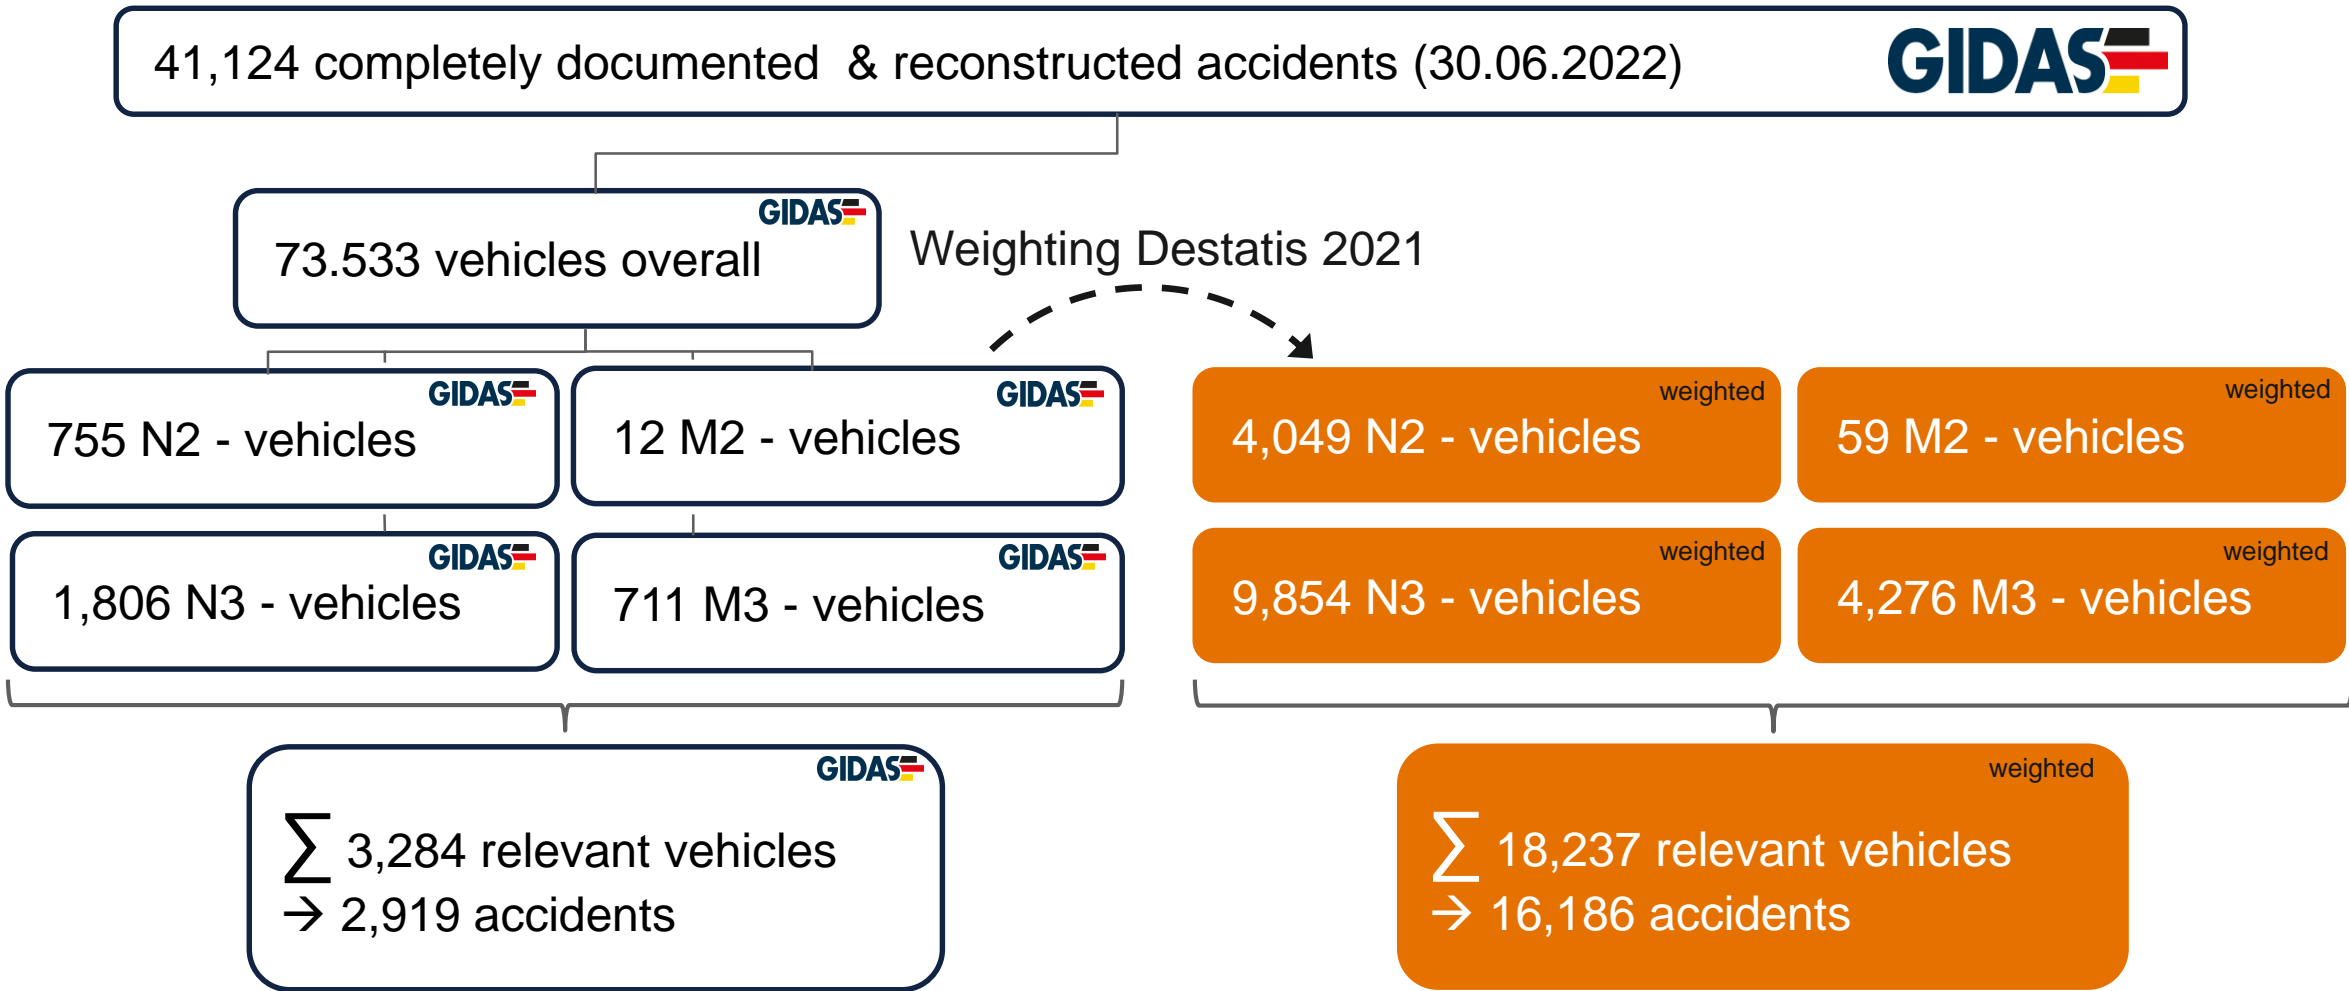 41,124 completely documented & reconstructed accidents (30.06.2022)
GIDAS
GIDAS
73.533 vehicles overall
Weighting Destatis 2021
GIDAS
755 N2 - vehicles
GIDAS
12 M2 - vehicles
weighted
4,049 N2 - vehicles
weighted
59 M2 - vehicles
GIDAS
1,806 N3 - vehicles
GIDAS
711 M3 - vehicles
weighted
9,854 N3 - vehicles
weighted
4,276 M3 - vehicles
GIDAS
∑ 3,284 relevant vehicles
→ 2,919 accidents
weighted
∑ 18,237 relevant vehicles
→ 16,186 accidents